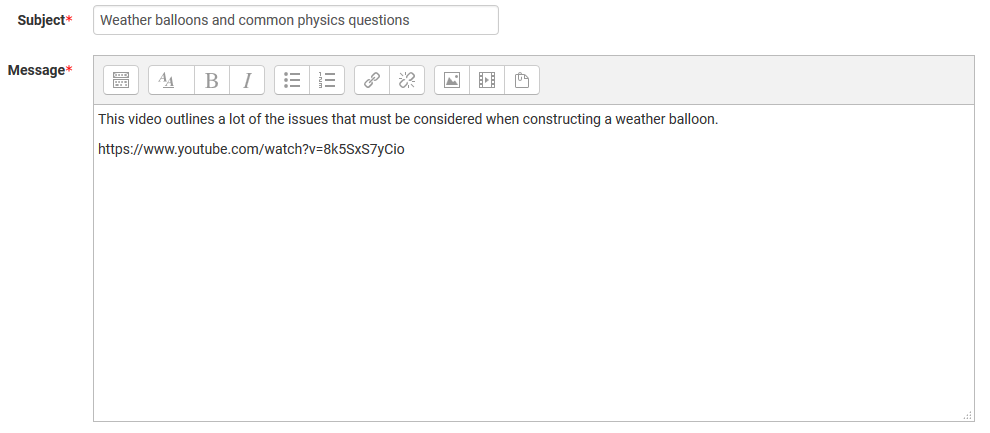 Subject*
Weather balloons and common physics questions
Message*
This video outlines a lot of the issues that must be considered when constructing a weather balloon.
https://www.youtube.com/watch?v=8k5SxS7yCio